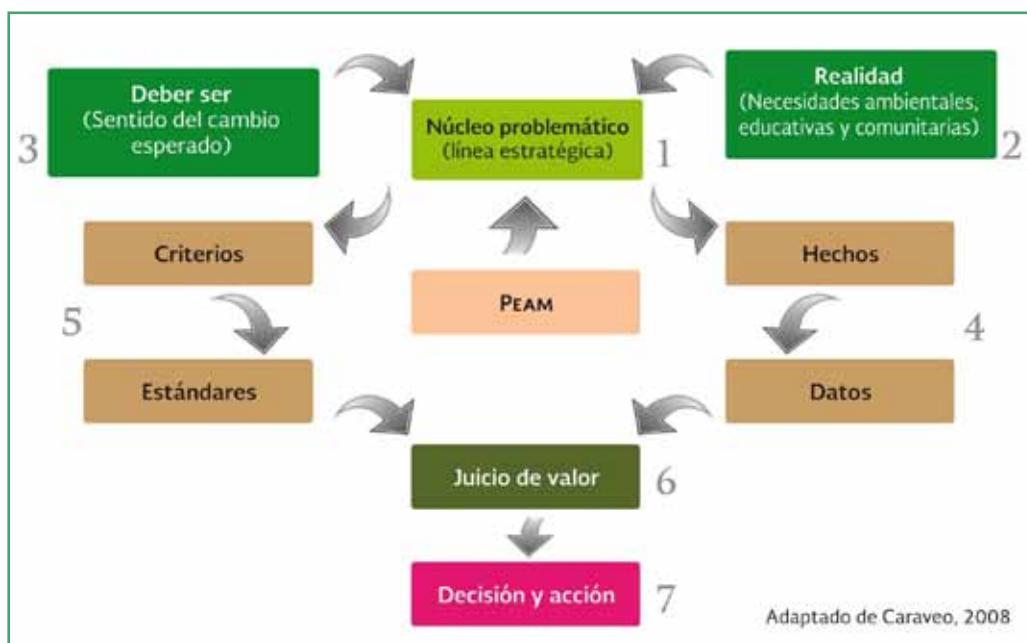 Deber ser
(Sentido del cambio
esperado)
3
Núcleo problemático
(línea estratégica)
1
Realidad
(Necesidades ambientales,
educativas y comunitarias)
2
Criterios
PEAM
Hechos
5
4
Estándares
Datos
Juicio de valor
6
Decisión y acción
7
Adaptado de Caraveo, 2008